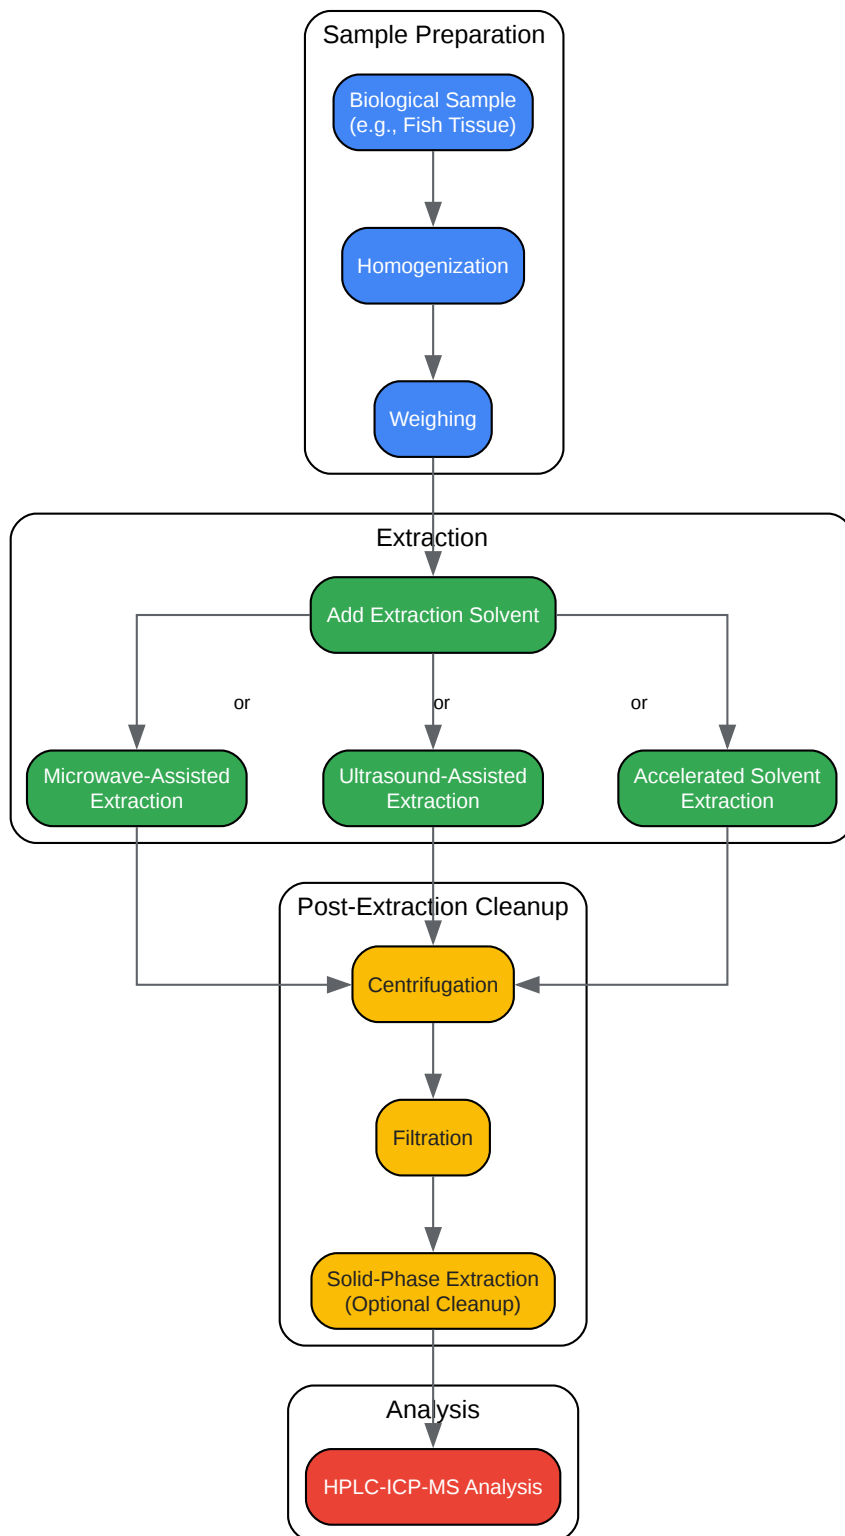 Sample Preparation
Biological Sample
(e.g., Fish Tissue)
Homogenization
Weighing
Extraction
Add Extraction Solvent
or
or
or
Microwave-Assisted
Extraction
Ultrasound-Assisted
Extraction
Accelerated Solvent
Extraction
Post-Extraction Cleanup
Centrifugation
Filtration
Solid-Phase Extraction
(Optional Cleanup)
Analysis
HPLC-ICP-MS Analysis